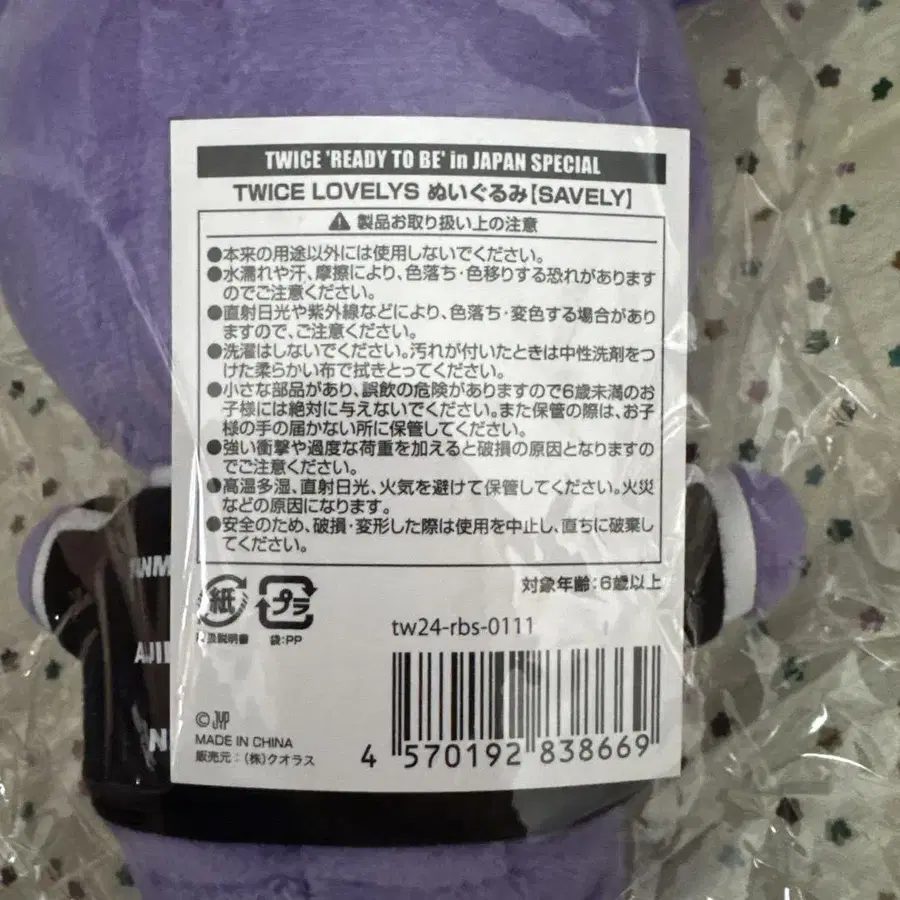 TWICE 'READY TO BE' in JAPAN SPECIAL
TWICE LOVELYS ぬいぐるみ【SAVELY】
⚠ 製品お取り扱い上の注意
●本来の用途以外には使用しないでください。
●水濡れや汗、摩擦により、色落ち・色移りする恐れがあります
のでご注意ください。
●直射日光や紫外線などにより、色落ち・変色する場合があり
ますので、ご注意ください。
●洗濯はしないでください。汚れが付いたときは中性洗剤をつ
けた柔らかい布で拭きとってください。
●小さな部品があり、誤飲の危険がありますので6歳未満のお
子様には絶対に与えないでください。また保管の際は、お子
様の手の届かない所に保管してください。
●強い衝撃や過度な荷重を加えると破損の原因となりますの
でご注意ください。
●高温多湿、直射日光、火気を避けて保管してください。火災
などの原因になります。
●安全のため、破損・変形した際は使用を中止し、直ちに破棄し
てください。
対象年齢：6歳以上
紙 プラ
取扱説明書 袋：PP
tw24-rbs-0111
© JYP
MADE IN CHINA
販売元：(株)クオラス
4 570192 838669